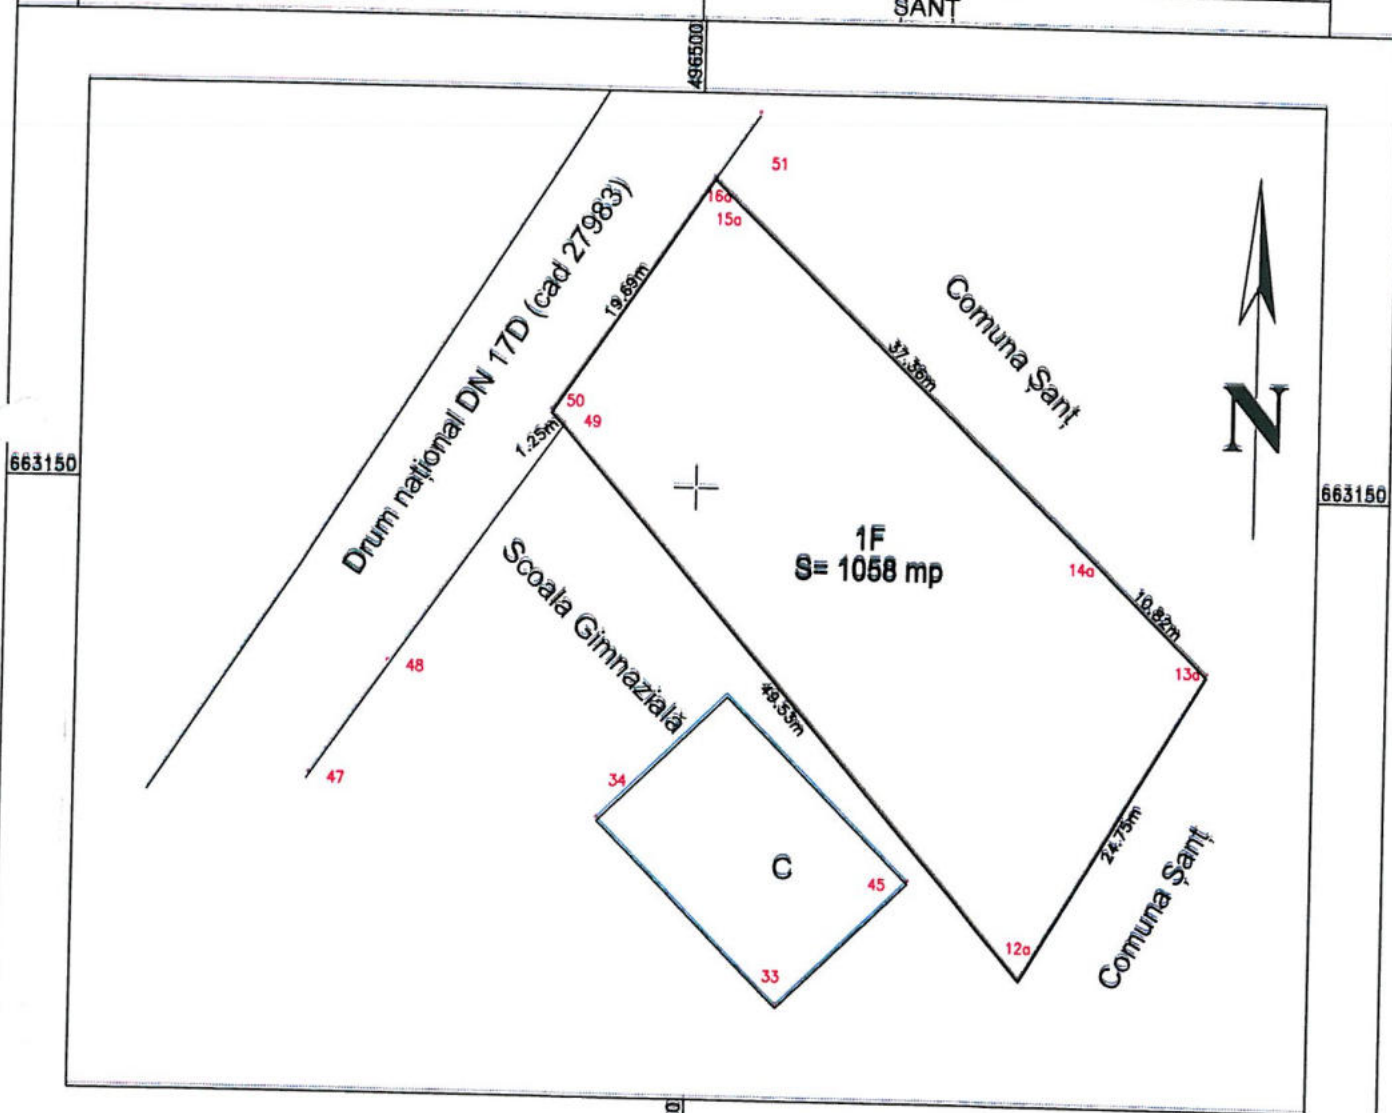 ȘANȚ
496500
51
16a
15a
Drum național DN 17D (cad 27983)
19.69m
Comuna Șanț
37.36m
50
49
1.25m
N
663150
663150
1F
S= 1058 mp
14a
10.82m
Scoala Gimnazială
48
13a
49.53m
47
34
24.75m
C
45
Comuna Șanț
12a
33
0